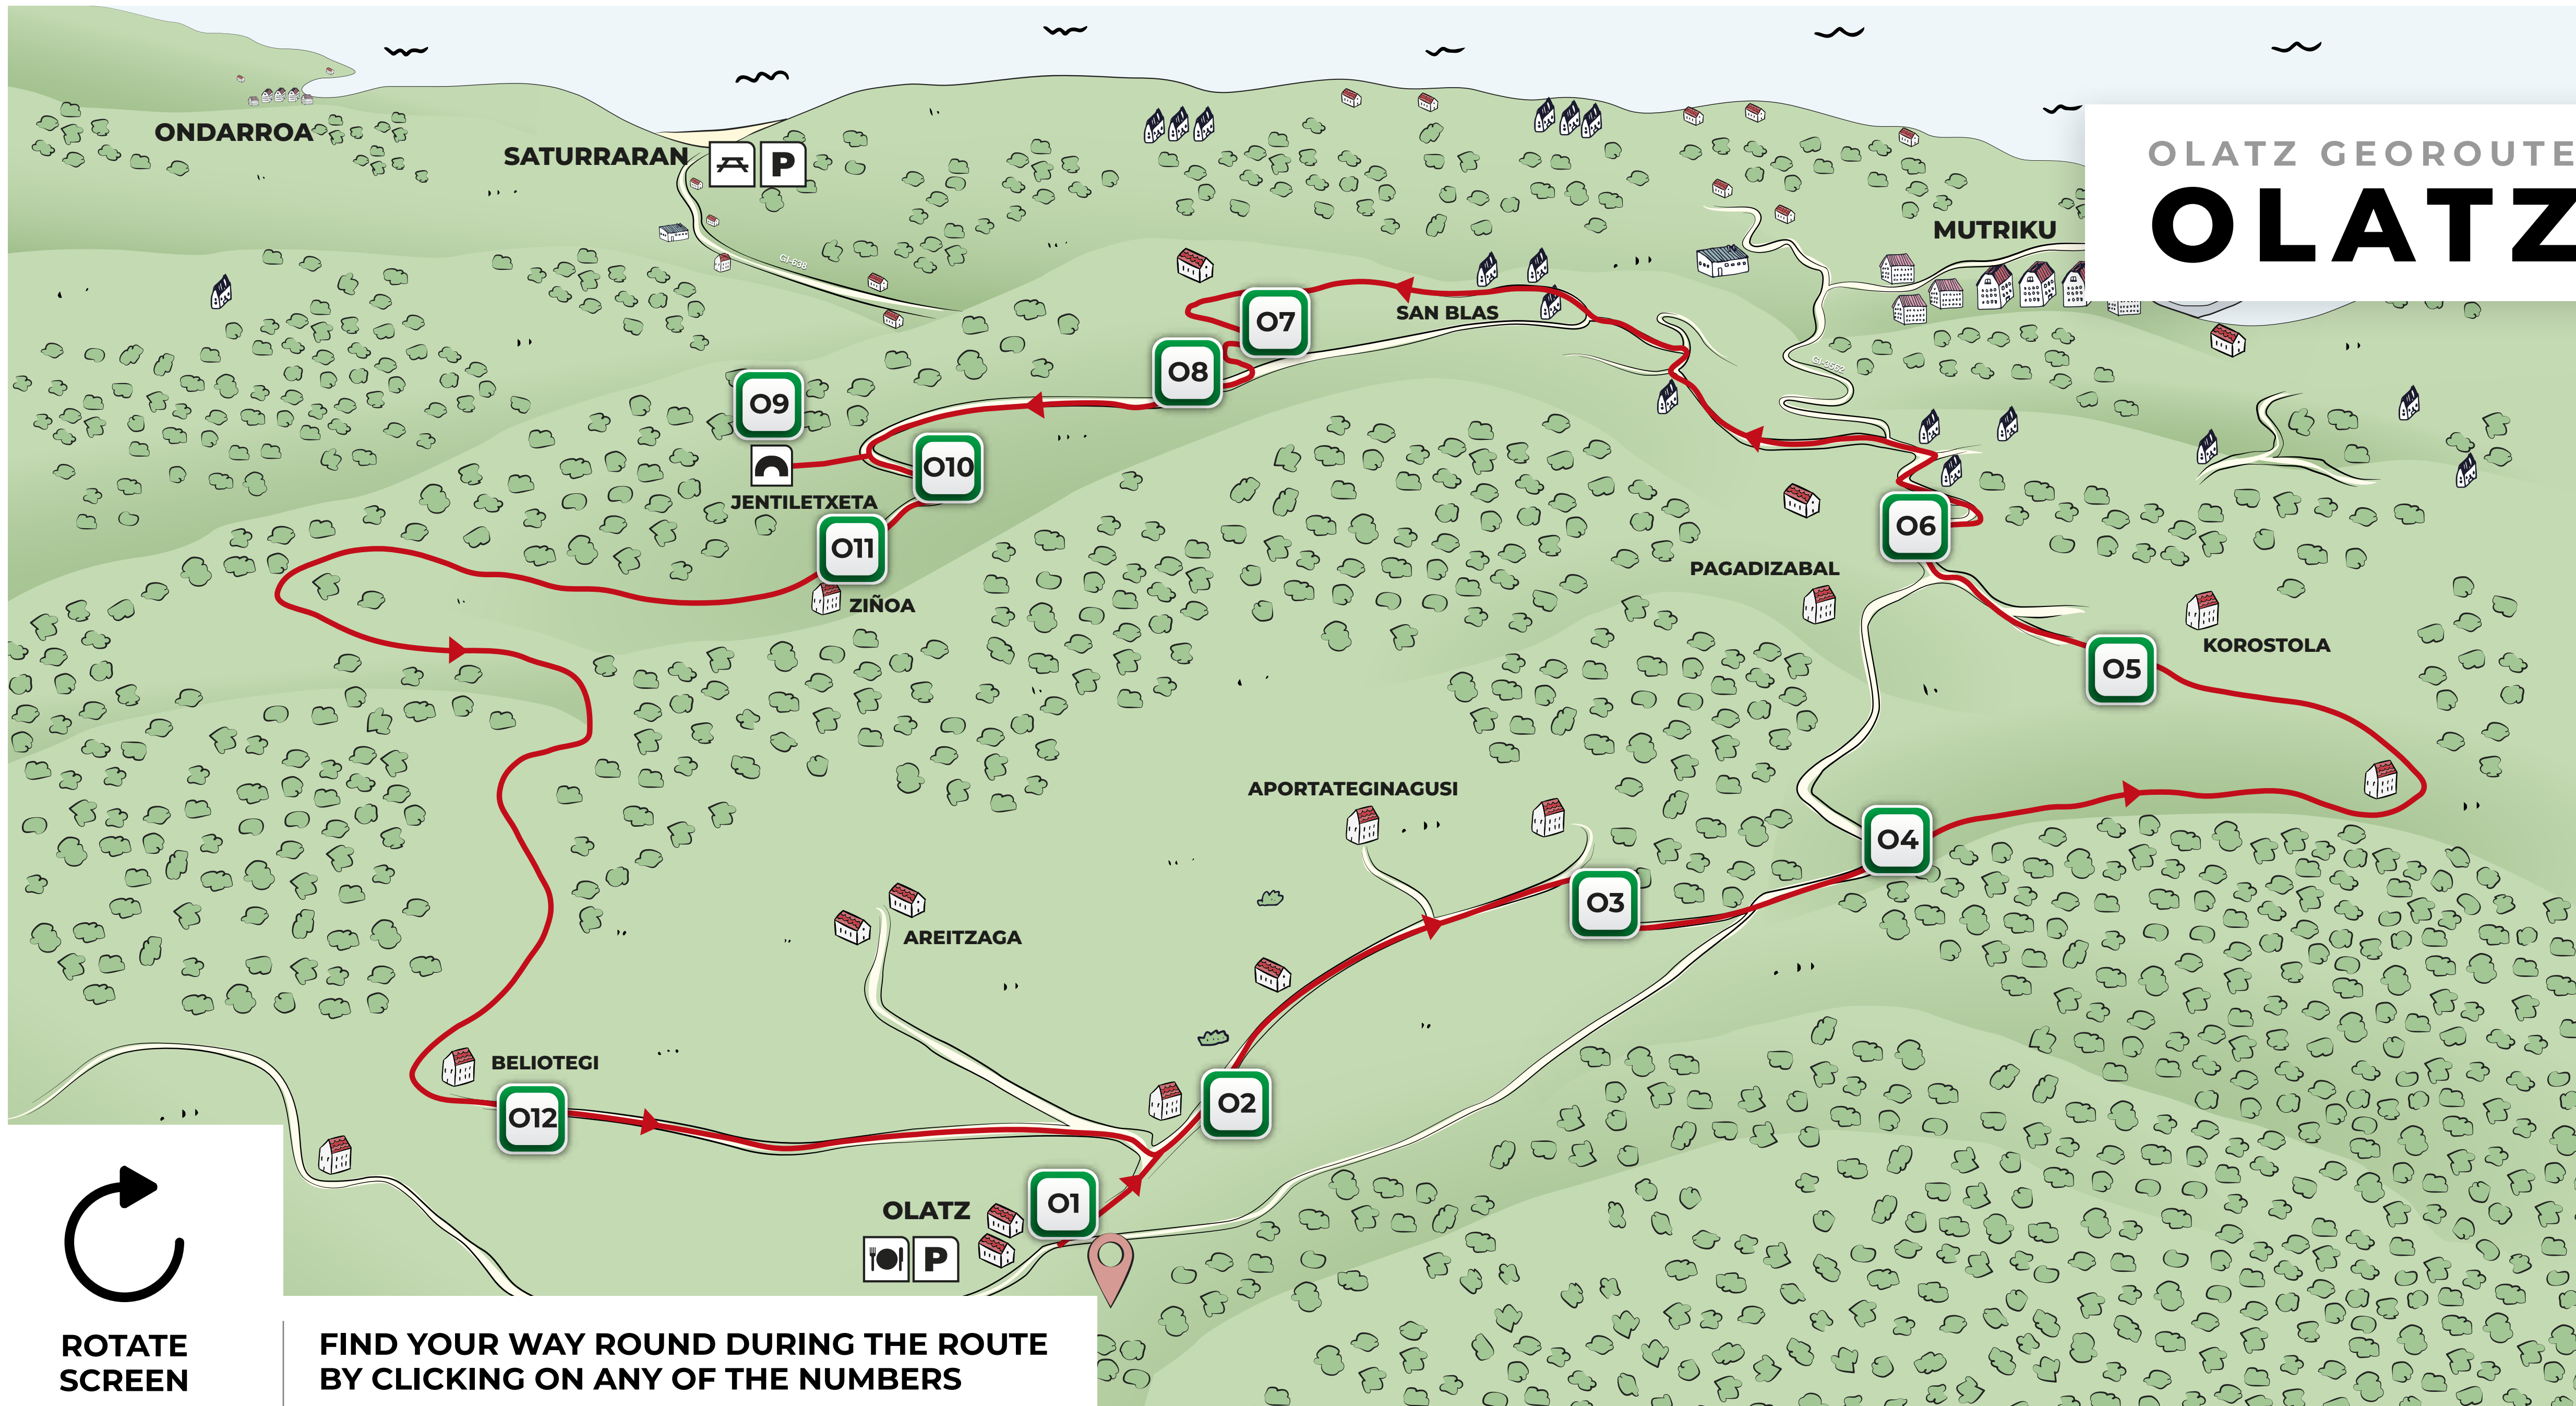 OLATZ GEOROUTE
OLATZ
ONDARROA
SATURRARAN
P
MUTRIKU
GI-638
SAN BLAS
O7
O8
O9
JENTILETXETA
O10
O11
ZIÑOA
O6
PAGADIZABAL
KOROSTOLA
O5
APORTATEGINAGUSI
O4
O3
AREITZAGA
BELIOTEGI
O12
O2
O1
OLATZ
P
ROTATE
SCREEN
FIND YOUR WAY ROUND DURING THE ROUTE
BY CLICKING ON ANY OF THE NUMBERS